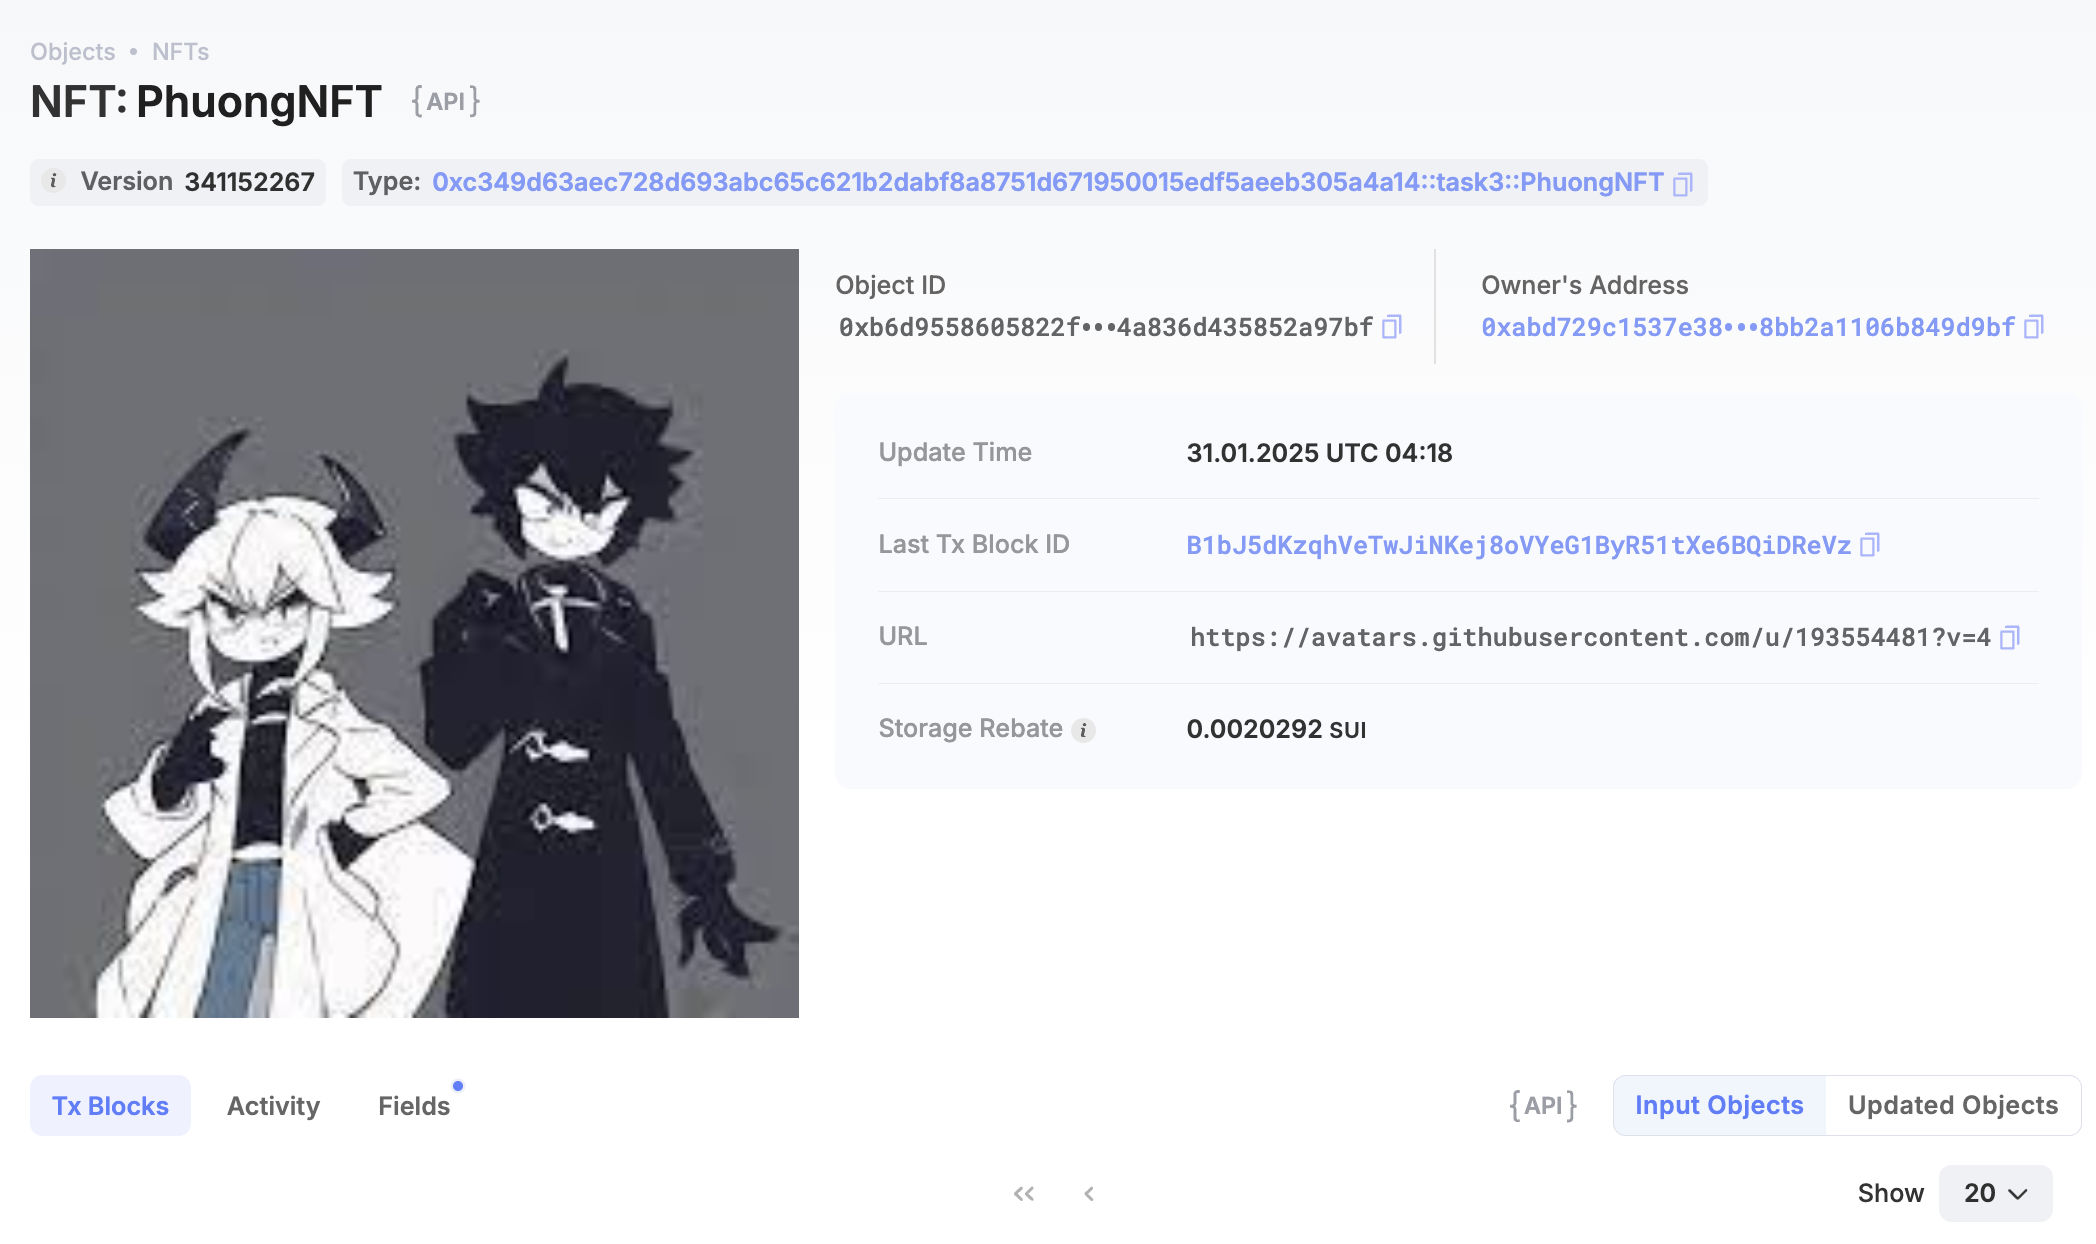 Objects • NFTs
NFT: PhuongNFT {API}
i Version 341152267 Type: 0xc349d63aec728d693abc65c621b2dabf8a8751d671950015edf5aeeb305a4a14::task3::PhuongNFT
Object ID
0xb6d9558605822f•••4a836d435852a97bf
Owner's Address
0xabd729c1537e38•••8bb2a1106b849d9bf
Update Time 31.01.2025 UTC 04:18
Last Tx Block ID B1bJ5dKzqhVeTwJiNKej8oVYeG1ByR51tXe6BQiDReVz
URL https://avatars.githubusercontent.com/u/193554481?v=4
Storage Rebate i 0.0020292 SUI
Tx Blocks Activity Fields {API} Input Objects Updated Objects
Show 20